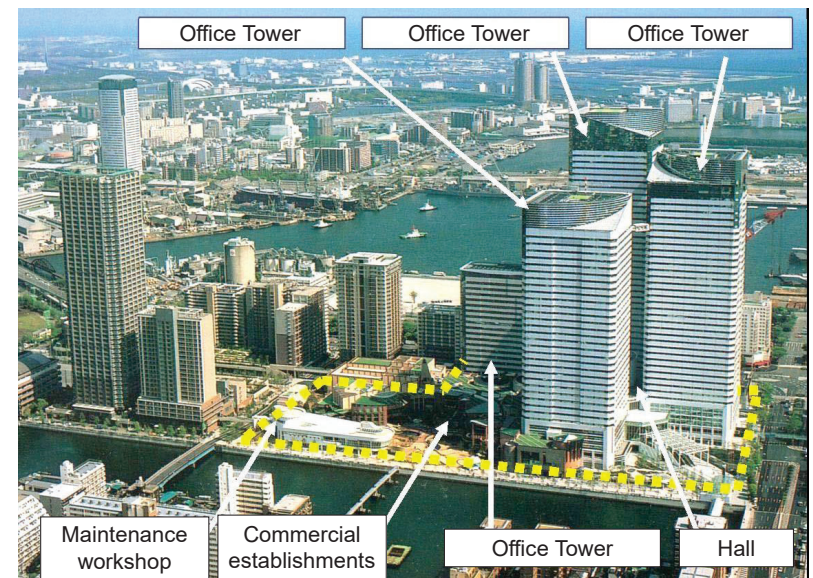 Office Tower
Office Tower
Office Tower
Maintenance
workshop
Commercial
establishments
Office Tower
Hall